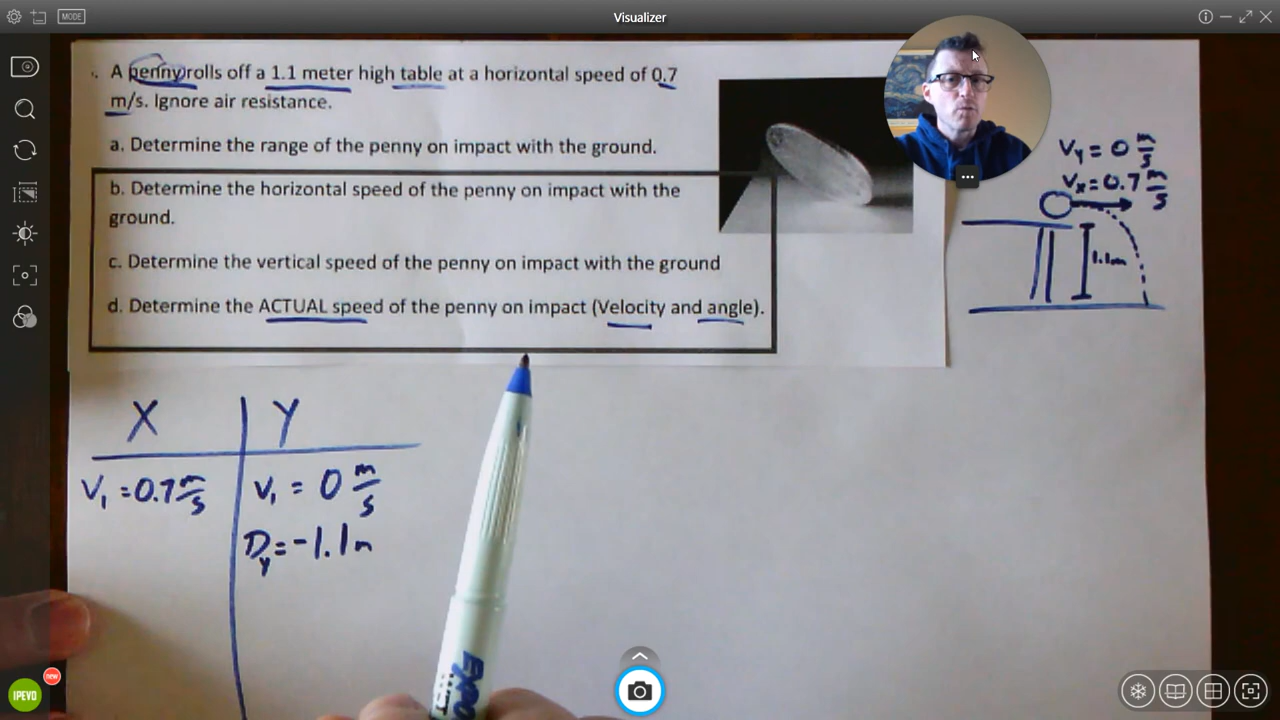 MODE
Visualizer
. A penny rolls off a 1.1 meter high table at a horizontal speed of 0.7
m/s. Ignore air resistance.
a. Determine the range of the penny on impact with the ground.
b. Determine the horizontal speed of the penny on impact with the
ground.
c. Determine the vertical speed of the penny on impact with the ground
d. Determine the ACTUAL speed of the penny on impact (Velocity and angle).
Vy = 0 m/s
Vx = 0.7 m/s
1.1m
X Y
V1 = 0.7 m/s V1 = 0 m/s
Dy = -1.1m
EXPO
new
IPEVO